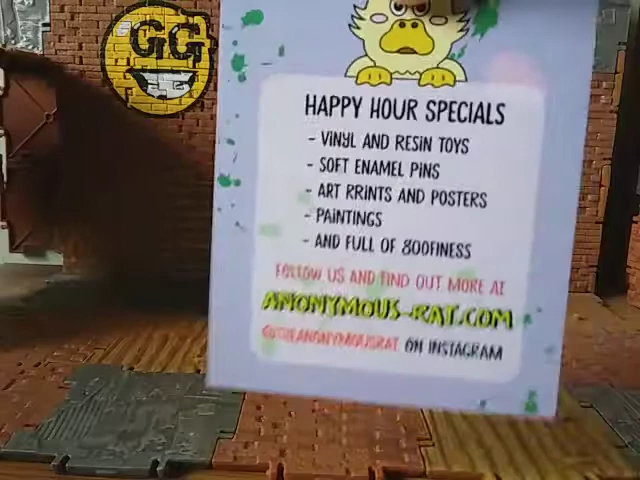 GG
HAPPY HOUR SPECIALS
- VINYL AND RESIN TOYS
- SOFT ENAMEL PINS
- ART RRINTS AND POSTERS
- PAINTINGS
- AND FULL OF 800FINESS
FOLLOW US AND FIND OUT MORE AT
ANONYMOUS-RAT.COM
@THEANONYMOUSRAT ON INSTAGRAM